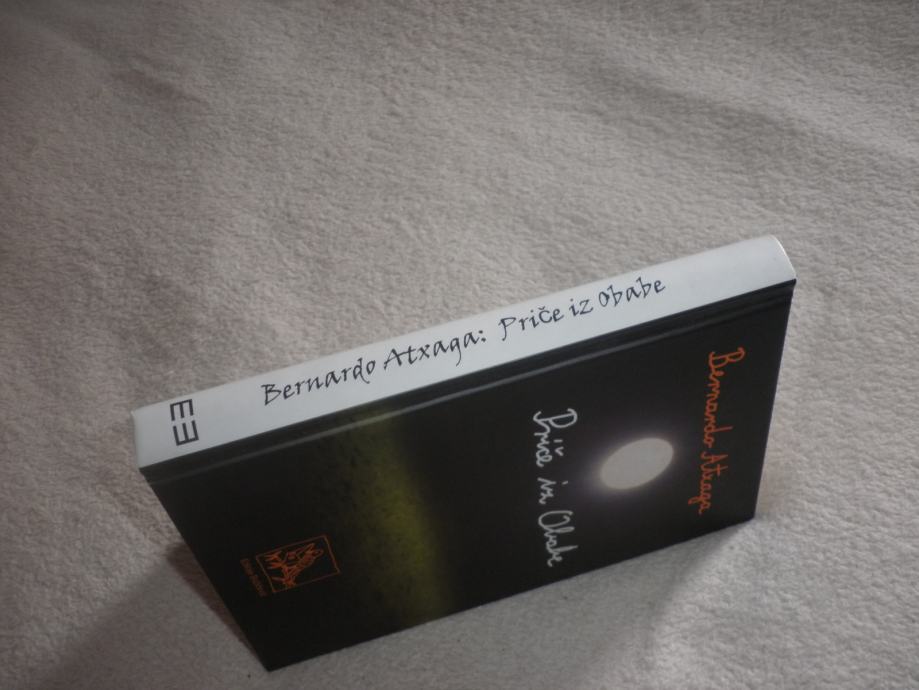 Bernardo Atxaga: Priče iz Obabe
Bernardo Atxaga
Priče iz Obabe